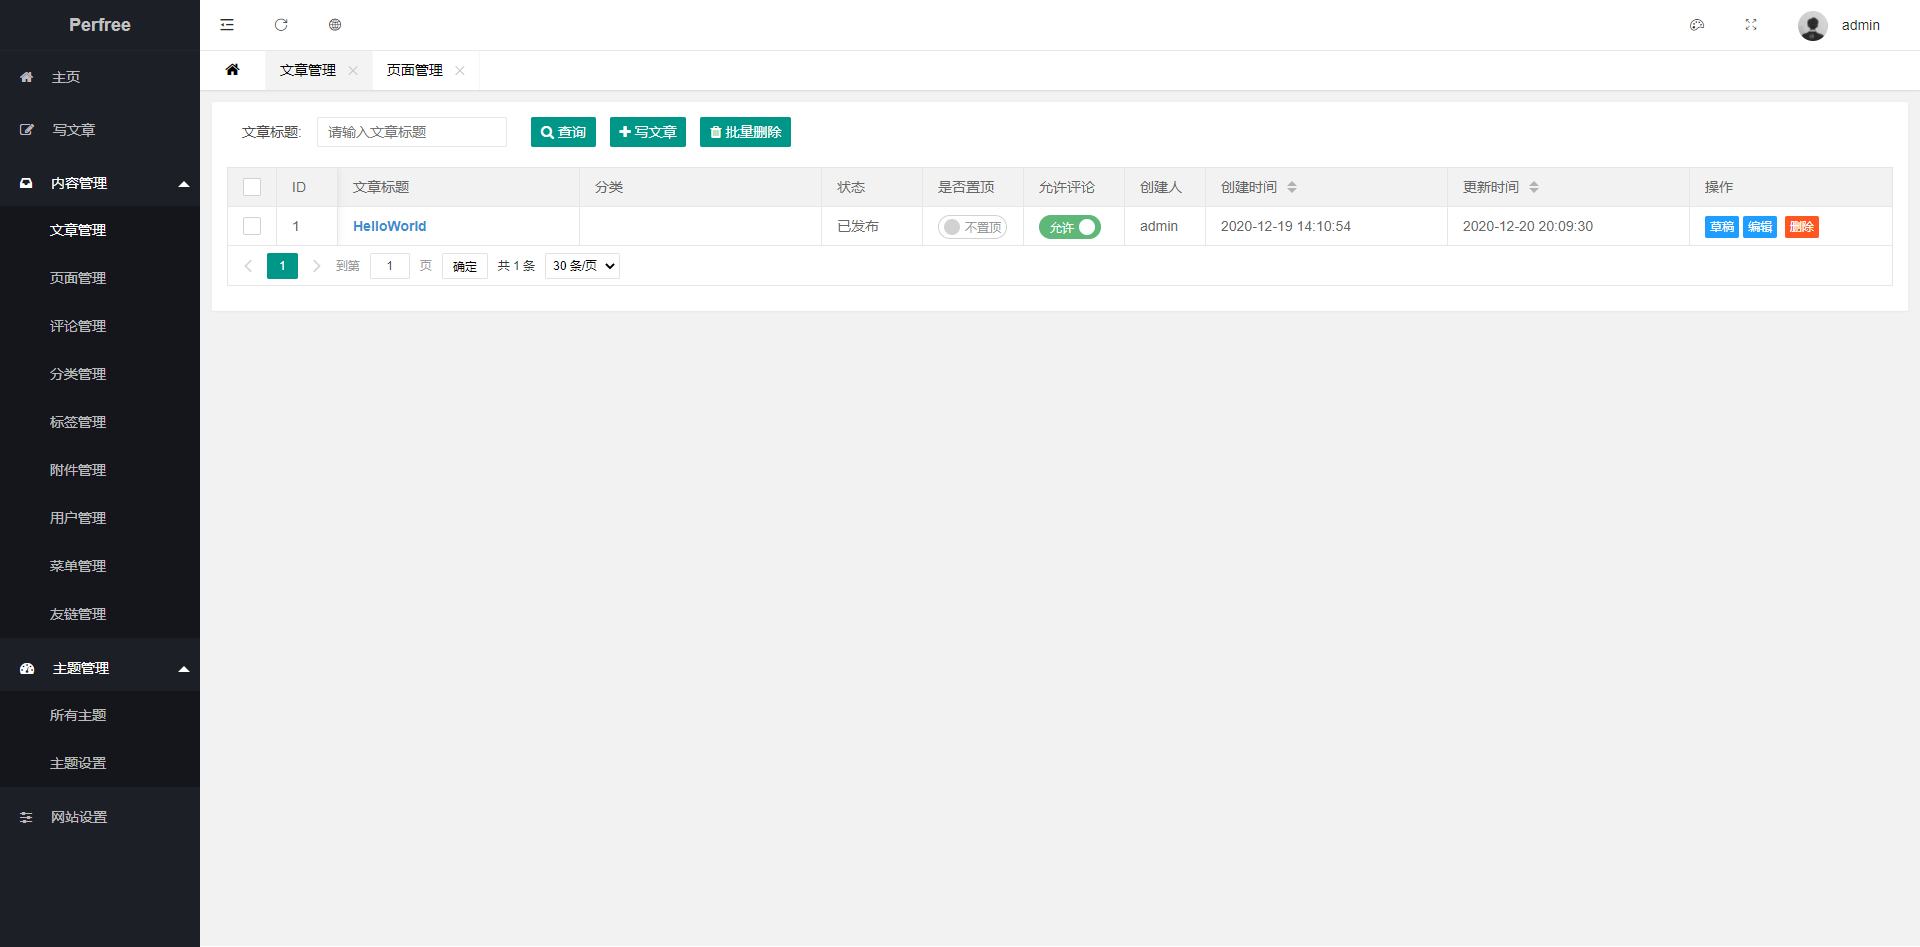 Perfree
admin
主页
写文章
内容管理
文章管理
页面管理
评论管理
分类管理
标签管理
附件管理
用户管理
菜单管理
友链管理
主题管理
所有主题
主题设置
网站设置
文章管理 页面管理
文章标题: 请输入文章标题 查询 写文章 批量删除
ID 文章标题 分类 状态 是否置顶 允许评论 创建人 创建时间 更新时间 操作
1 HelloWorld 已发布 不置顶 允许 admin 2020-12-19 14:10:54 2020-12-20 20:09:30 草稿 编辑 删除
1 到第 1 页 确定 共 1 条 30 条/页